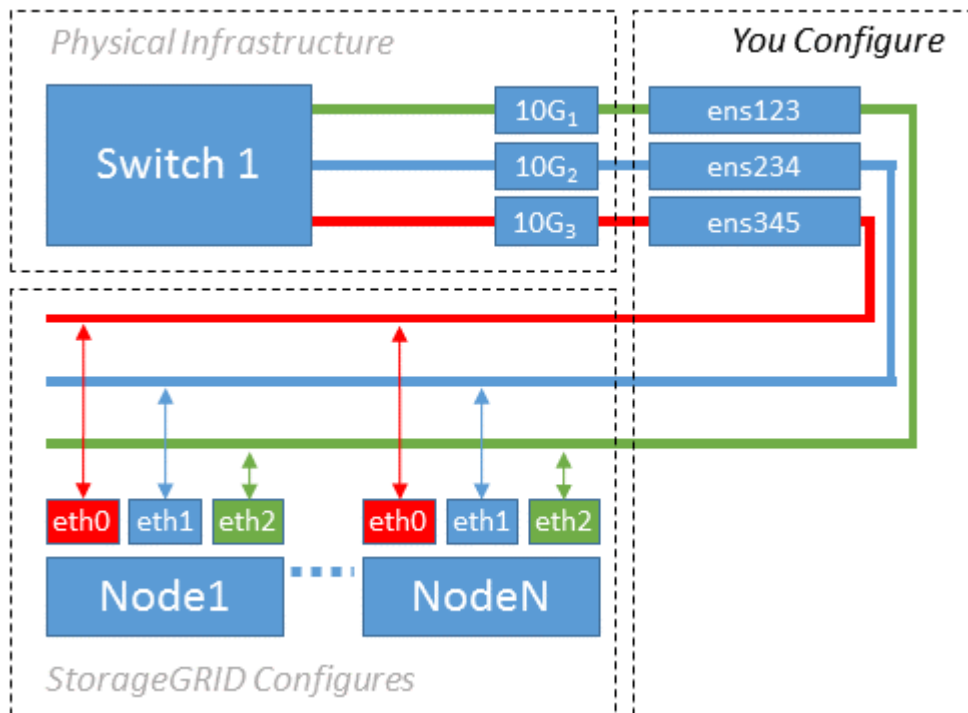 Physical Infrastructure
You Configure
Switch 1
10G1
ens123
10G2
ens234
10G3
ens345
eth0
eth1
eth2
eth0
eth1
eth2
Node1
NodeN
StorageGRID Configures